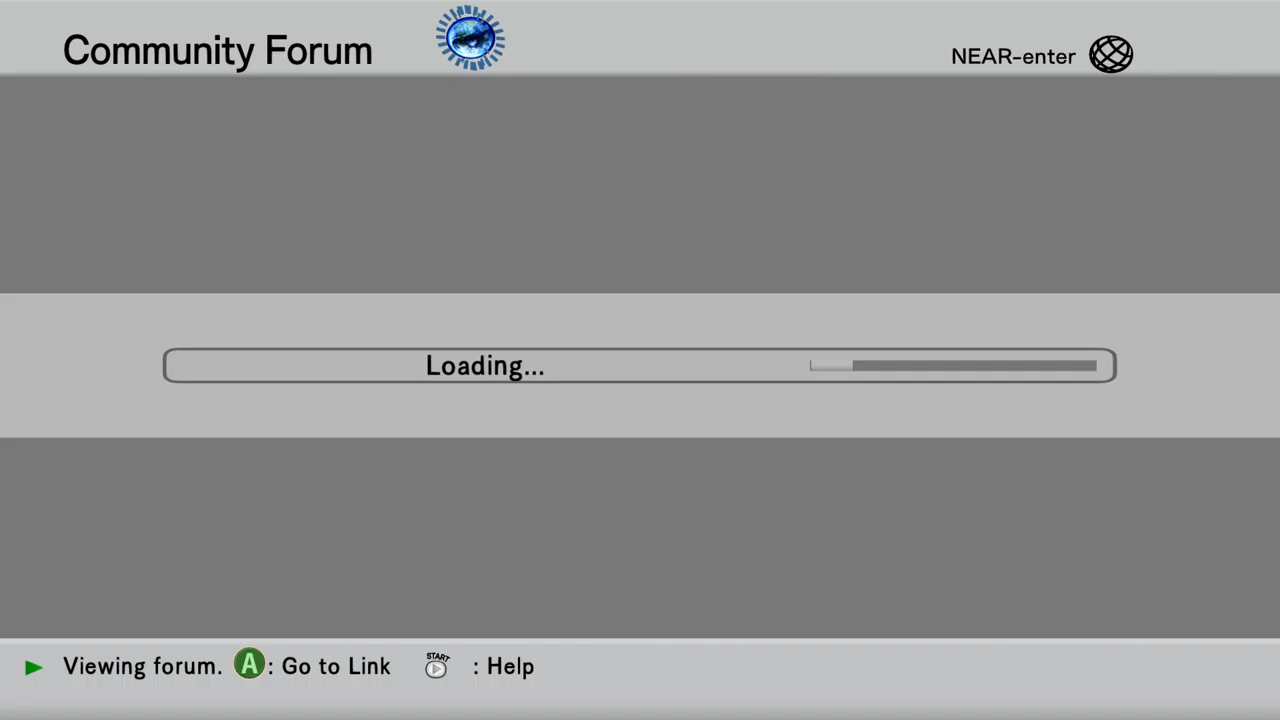 Community Forum
NEAR-enter
Loading...
Viewing forum. A : Go to Link START : Help